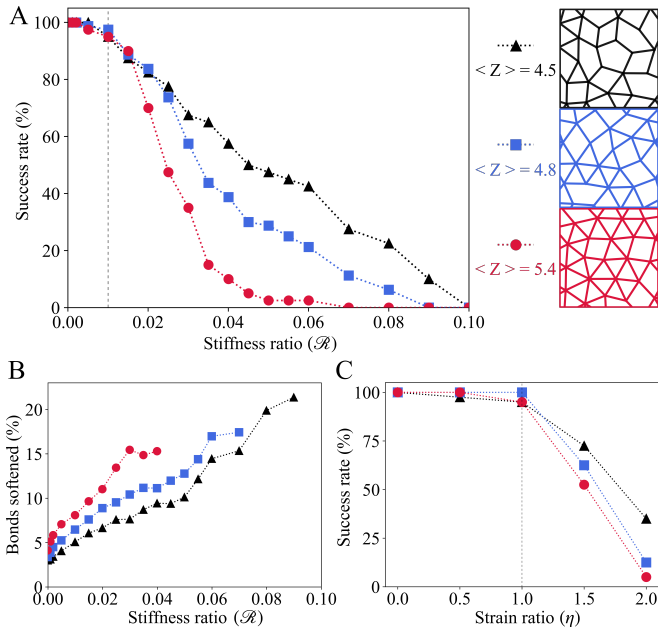 A
100
80
60
40
20
0
Success rate (%)
0.00
0.02
0.04
0.06
0.08
0.10
Stiffness ratio (ℛ)
< Z > = 4.5
< Z > = 4.8
< Z > = 5.4
B
20
15
10
5
0
Bonds softened (%)
0.00
0.02
0.04
0.06
0.08
0.10
Stiffness ratio (ℛ)
C
100
75
50
25
0
Success rate (%)
0.0
0.5
1.0
1.5
2.0
Strain ratio (η)